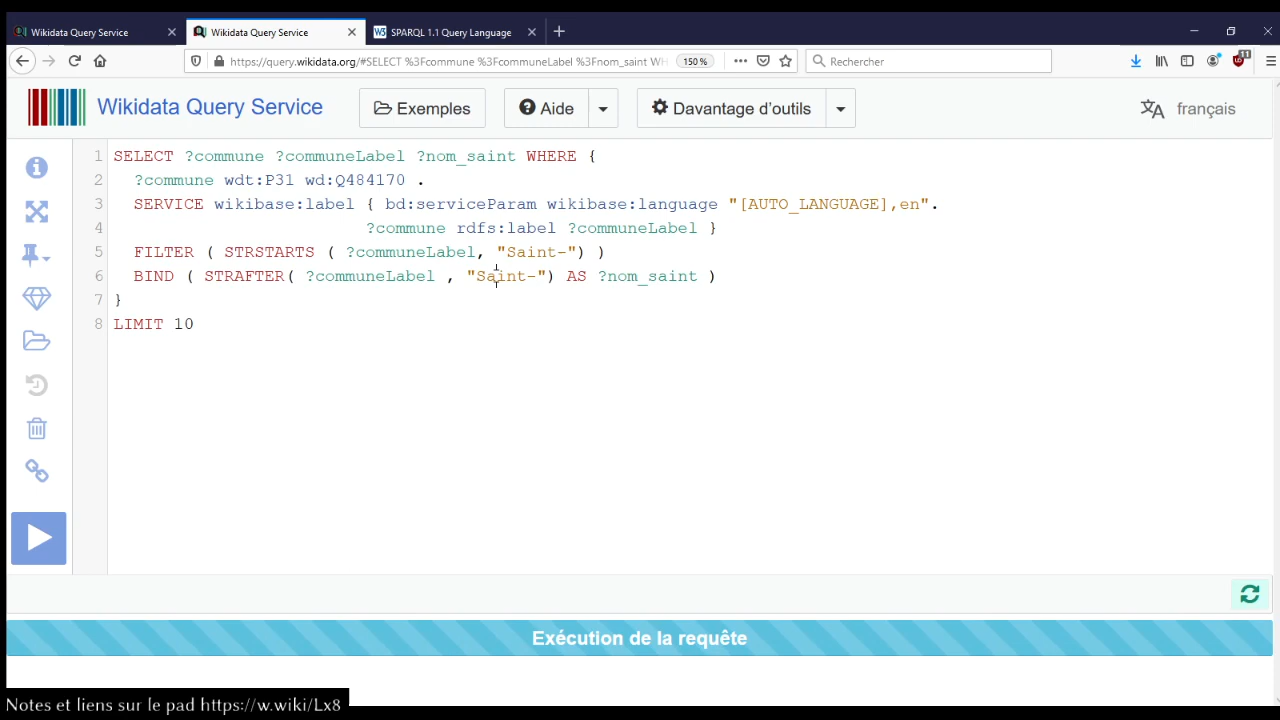 Wikidata Query Service
Wikidata Query Service
SPARQL 1.1 Query Language
https://query.wikidata.org/#SELECT %3Fcommune %3FcommuneLabel %3Fnom_saint WH
150 %
Rechercher
11
Wikidata Query Service
Exemples
Aide
Davantage d'outils
français
1 SELECT ?commune ?communeLabel ?nom_saint WHERE {
2 ?commune wdt:P31 wd:Q484170 .
3 SERVICE wikibase:label { bd:serviceParam wikibase:language "[AUTO_LANGUAGE],en".
4 ?commune rdfs:label ?communeLabel }
5 FILTER ( STRSTARTS ( ?communeLabel, "Saint-") )
6 BIND ( STRAFTER( ?communeLabel , "Saint-") AS ?nom_saint )
7 }
8 LIMIT 10
Exécution de la requête
Notes et liens sur le pad https://w.wiki/Lx8